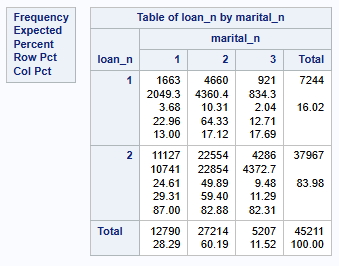 Frequency
Expected
Percent
Row Pct
Col Pct
Table of loan_n by marital_n
marital_n
loan_n 1 2 3 Total
1 1663 4660 921 7244
2049.3 4360.4 834.3
3.68 10.31 2.04 16.02
22.96 64.33 12.71
13.00 17.12 17.69
2 11127 22554 4286 37967
10741 22854 4372.7
24.61 49.89 9.48 83.98
29.31 59.40 11.29
87.00 82.88 82.31
Total 12790 27214 5207 45211
28.29 60.19 11.52 100.00